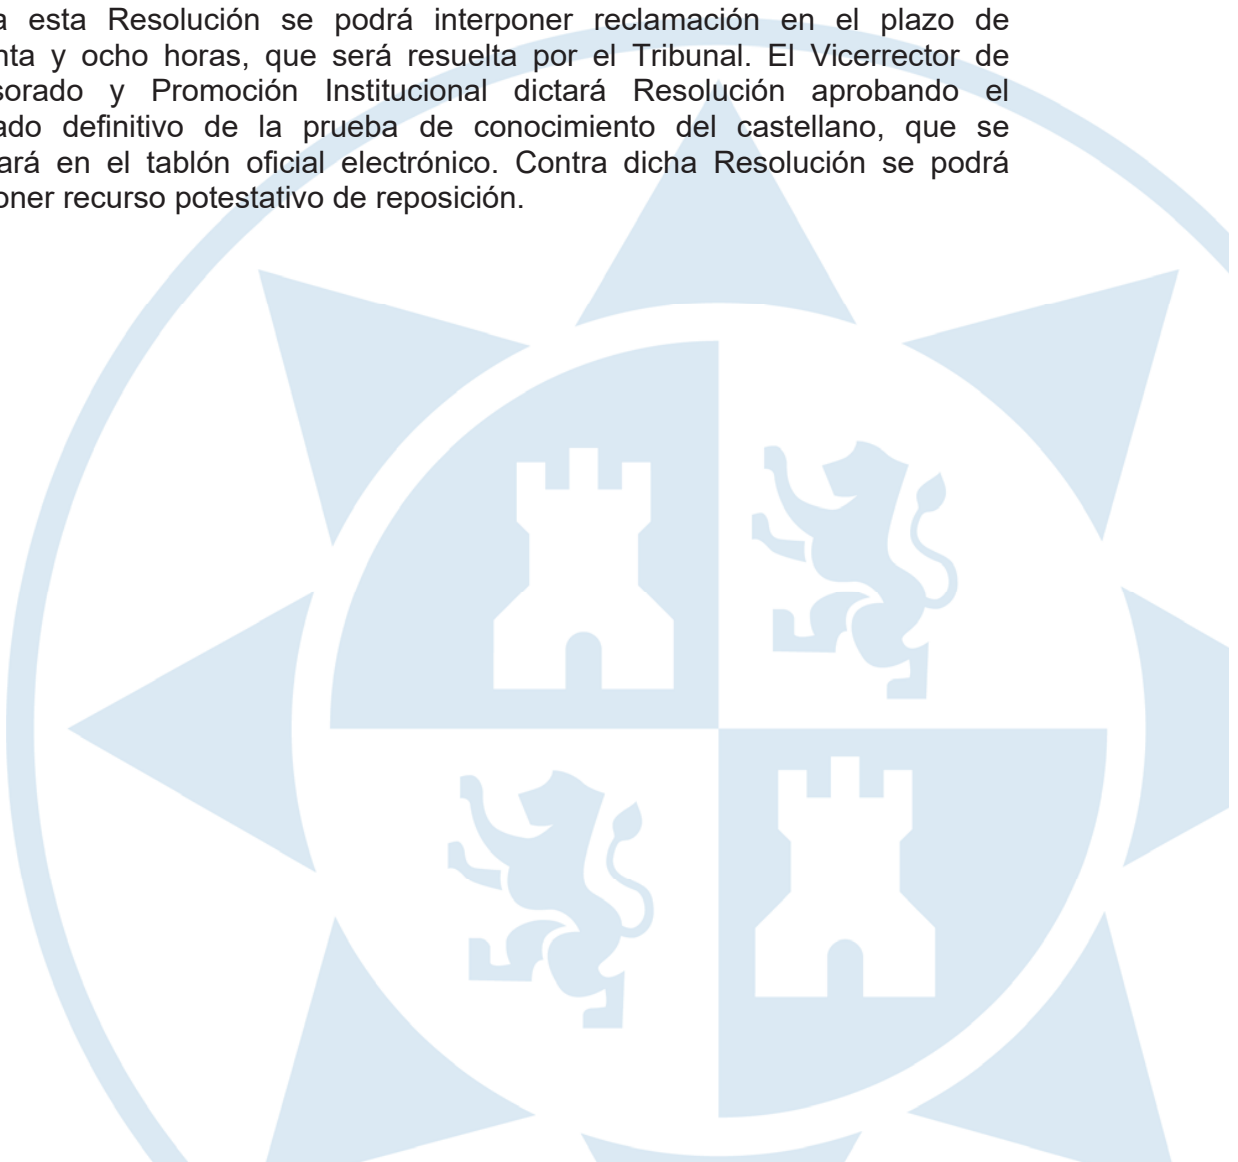 a esta Resolución se podrá interponer reclamación en el plazo de
nta y ocho horas, que será resuelta por el Tribunal. El Vicerrector de
sorado y Promoción Institucional dictará Resolución aprobando el
ado definitivo de la prueba de conocimiento del castellano, que se
ará en el tablón oficial electrónico. Contra dicha Resolución se podrá
oner recurso potestativo de reposición.